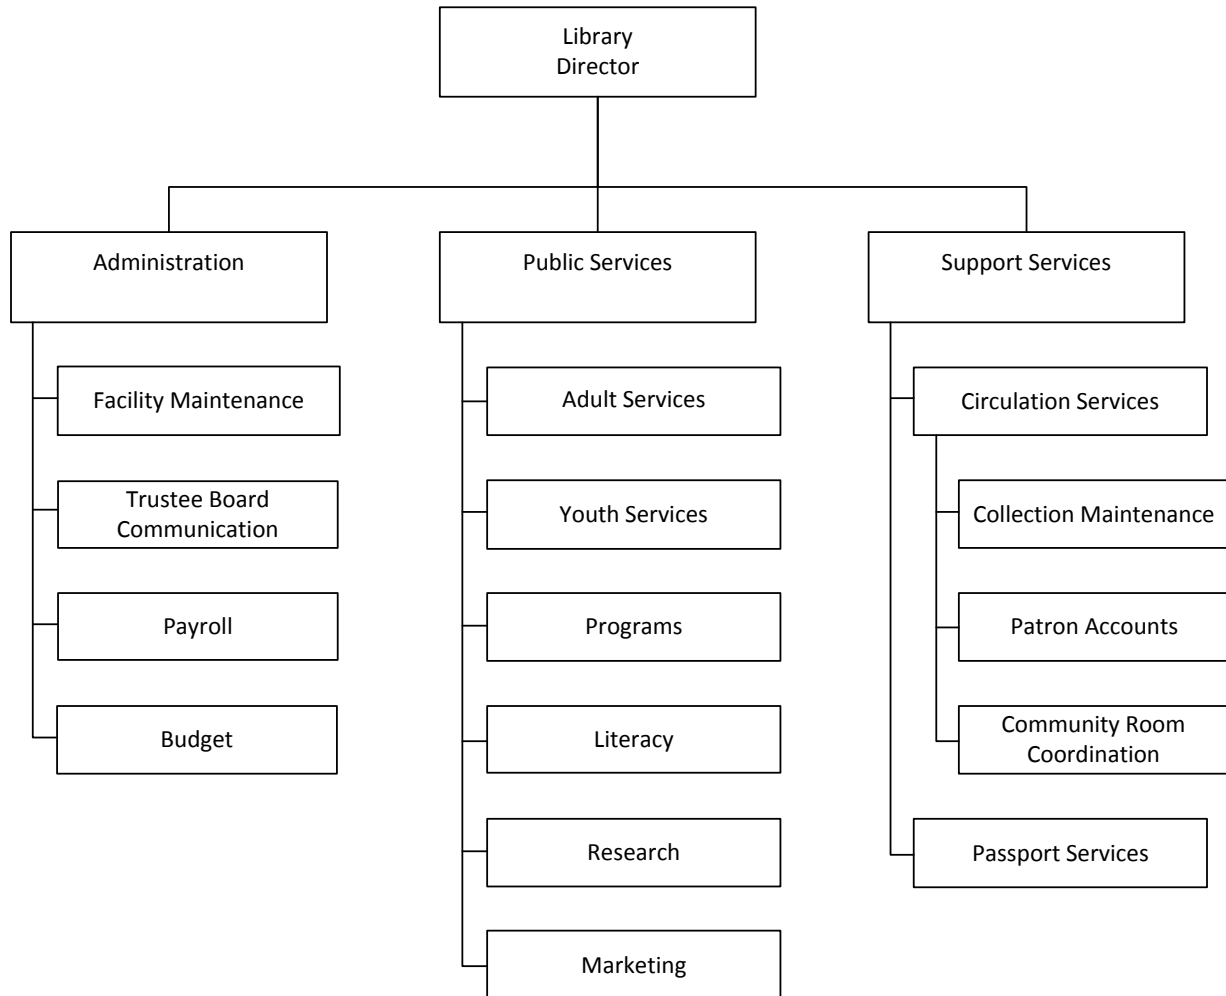 Library
Director
Administration
Public Services
Support Services
Facility Maintenance
Trustee Board
Communication
Payroll
Budget
Adult Services
Youth Services
Programs
Literacy
Research
Marketing
Circulation Services
Collection Maintenance
Patron Accounts
Community Room
Coordination
Passport Services